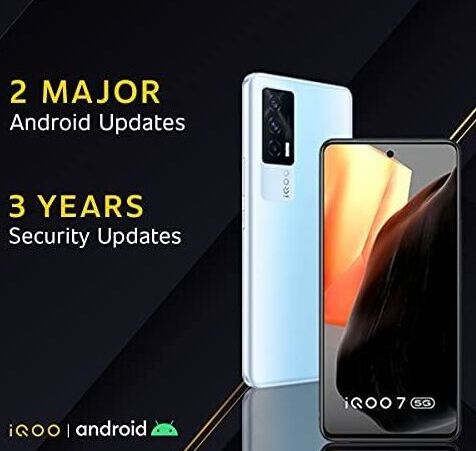 2 MAJOR
Android Updates
3 YEARS
Security Updates
iQOO
iQOO 7 5G
iQOO | android